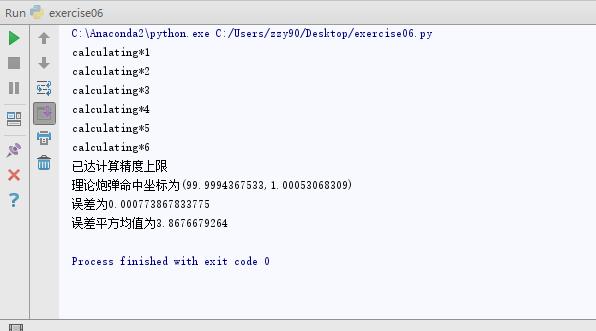 Run exercise06
C:\Anaconda2\python.exe C:/Users/zzy90/Desktop/exercise06.py
calculating*1
calculating*2
calculating*3
calculating*4
calculating*5
calculating*6
已达计算精度上限
理论炮弹命中坐标为(99.9994367533,1.00053068309)
误差为0.000773867833775
误差平方均值为3.8676679264
Process finished with exit code 0